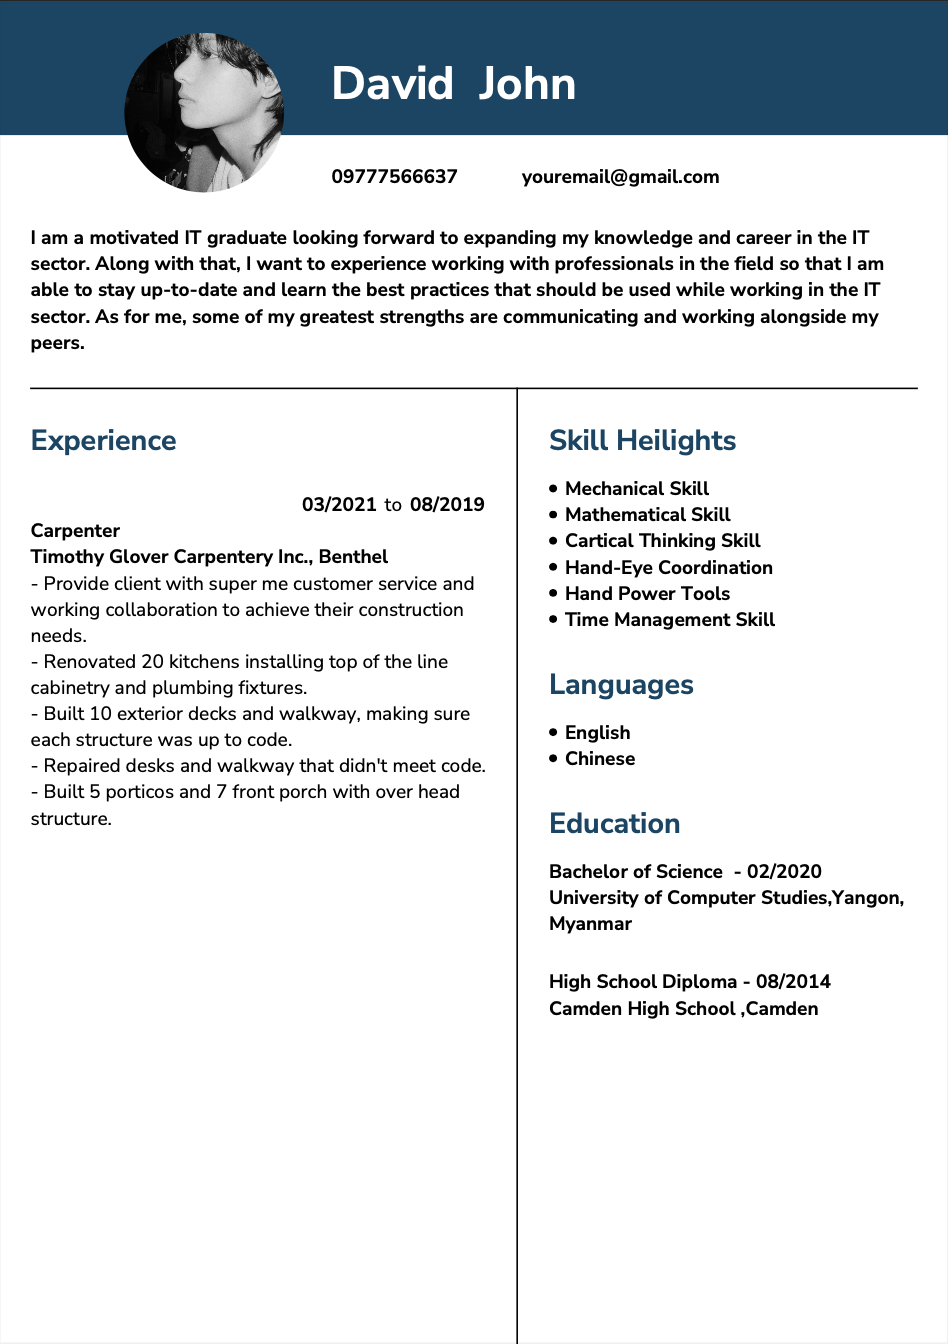 David John
09777566637 youremail@gmail.com
I am a motivated IT graduate looking forward to expanding my knowledge and career in the IT
sector. Along with that, I want to experience working with professionals in the field so that I am
able to stay up-to-date and learn the best practices that should be used while working in the IT
sector. As for me, some of my greatest strengths are communicating and working alongside my
peers.
Experience
03/2021 to 08/2019
Carpenter
Timothy Glover Carpentery Inc., Benthel
- Provide client with super me customer service and
working collaboration to achieve their construction
needs.
- Renovated 20 kitchens installing top of the line
cabinetry and plumbing fixtures.
- Built 10 exterior decks and walkway, making sure
each structure was up to code.
- Repaired desks and walkway that didn't meet code.
- Built 5 porticos and 7 front porch with over head
structure.
Skill Heilights
• Mechanical Skill
• Mathematical Skill
• Cartical Thinking Skill
• Hand-Eye Coordination
• Hand Power Tools
• Time Management Skill
Languages
• English
• Chinese
Education
Bachelor of Science - 02/2020
University of Computer Studies,Yangon,
Myanmar
High School Diploma - 08/2014
Camden High School ,Camden